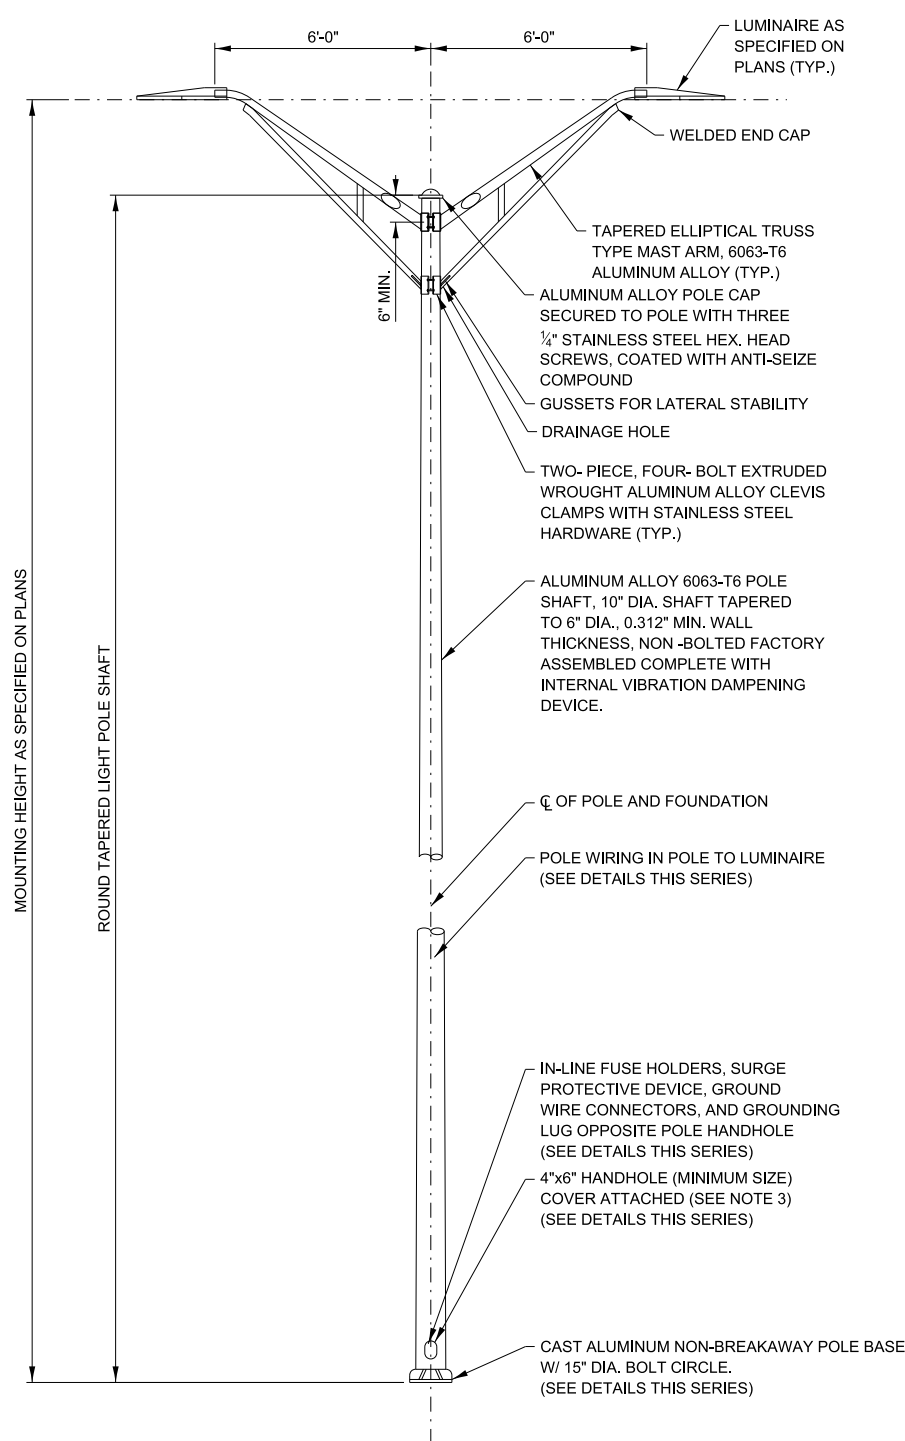 6'-0"
6'-0"
LUMINAIRE AS
SPECIFIED ON
PLANS (TYP.)
WELDED END CAP
TAPERED ELLIPTICAL TRUSS
TYPE MAST ARM, 6063-T6
ALUMINUM ALLOY (TYP.)
6" MIN.
ALUMINUM ALLOY POLE CAP
SECURED TO POLE WITH THREE
¼" STAINLESS STEEL HEX. HEAD
SCREWS, COATED WITH ANTI-SEIZE
COMPOUND
GUSSETS FOR LATERAL STABILITY
DRAINAGE HOLE
TWO- PIECE, FOUR- BOLT EXTRUDED
WROUGHT ALUMINUM ALLOY CLEVIS
CLAMPS WITH STAINLESS STEEL
HARDWARE (TYP.)
MOUNTING HEIGHT AS SPECIFIED ON PLANS
ROUND TAPERED LIGHT POLE SHAFT
ALUMINUM ALLOY 6063-T6 POLE
SHAFT, 10" DIA. SHAFT TAPERED
TO 6" DIA., 0.312" MIN. WALL
THICKNESS, NON -BOLTED FACTORY
ASSEMBLED COMPLETE WITH
INTERNAL VIBRATION DAMPENING
DEVICE.
℄ OF POLE AND FOUNDATION
POLE WIRING IN POLE TO LUMINAIRE
(SEE DETAILS THIS SERIES)
IN-LINE FUSE HOLDERS, SURGE
PROTECTIVE DEVICE, GROUND
WIRE CONNECTORS, AND GROUNDING
LUG OPPOSITE POLE HANDHOLE
(SEE DETAILS THIS SERIES)
4"x6" HANDHOLE (MINIMUM SIZE)
COVER ATTACHED (SEE NOTE 3)
(SEE DETAILS THIS SERIES)
CAST ALUMINUM NON-BREAKAWAY POLE BASE
W/ 15" DIA. BOLT CIRCLE.
(SEE DETAILS THIS SERIES)